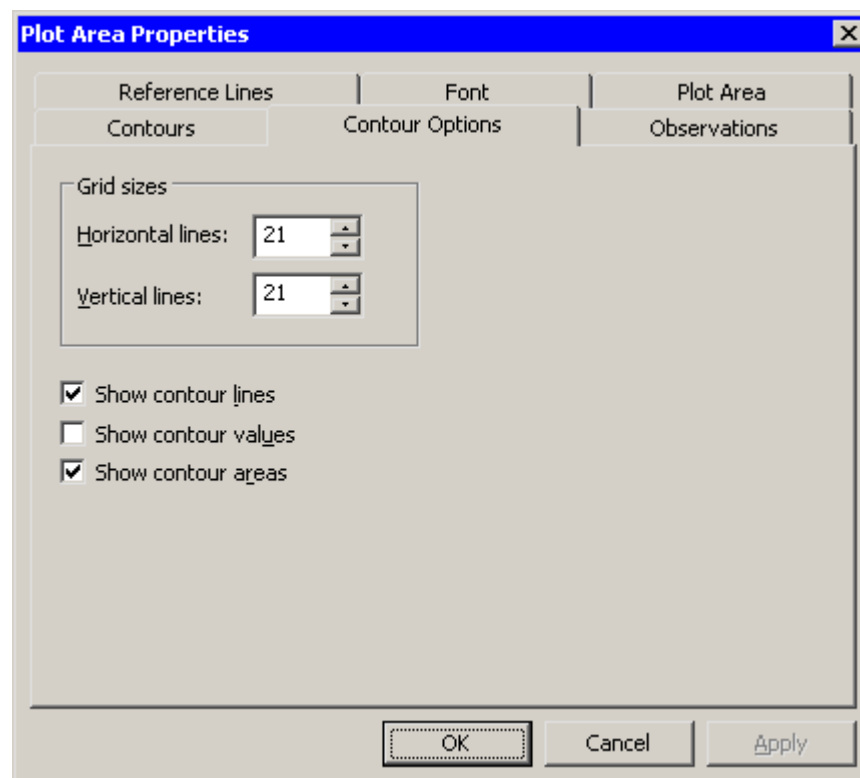 Plot Area Properties
Reference Lines Font Plot Area
Contours Contour Options Observations
Grid sizes
Horizontal lines: 21
Vertical lines: 21
Show contour lines
Show contour values
Show contour areas
OK Cancel Apply